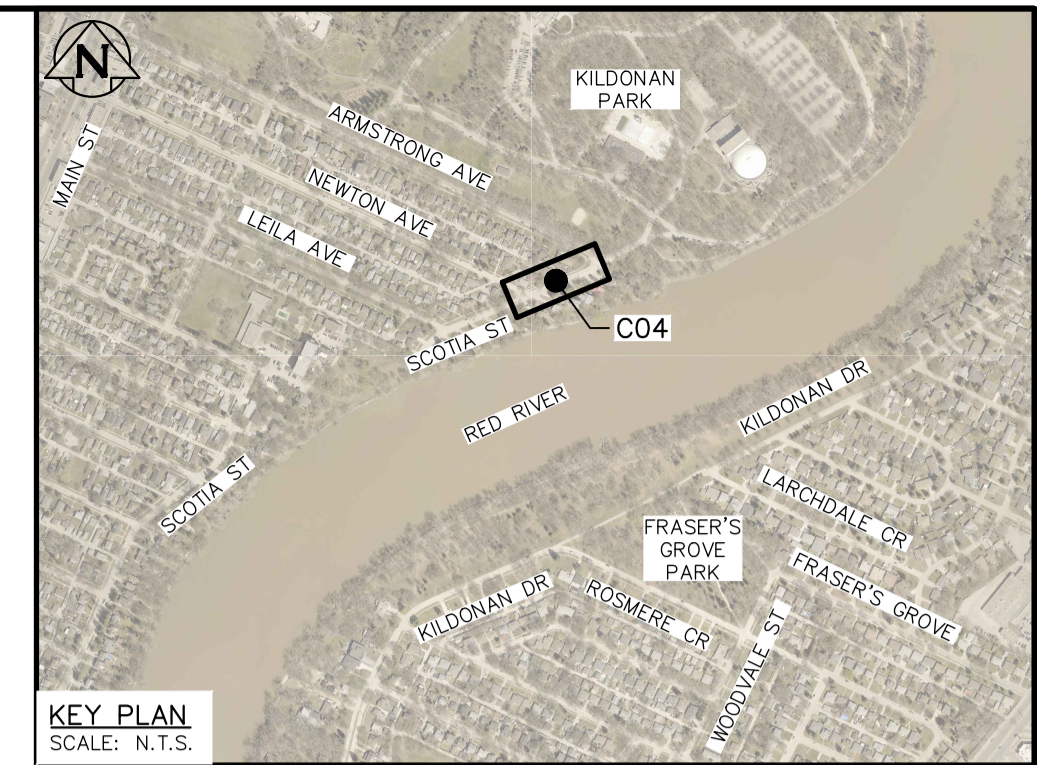 N
KILDONAN
PARK
MAIN ST
ARMSTRONG AVE
NEWTON AVE
LEILA AVE
C04
SCOTIA ST
RED RIVER
KILDONAN DR
SCOTIA ST
LARCHDALE CR
FRASER'S
GROVE
PARK
FRASER'S GROVE
KILDONAN DR
ROSMERE CR
WOODVALE ST
KEY PLAN
SCALE: N.T.S.